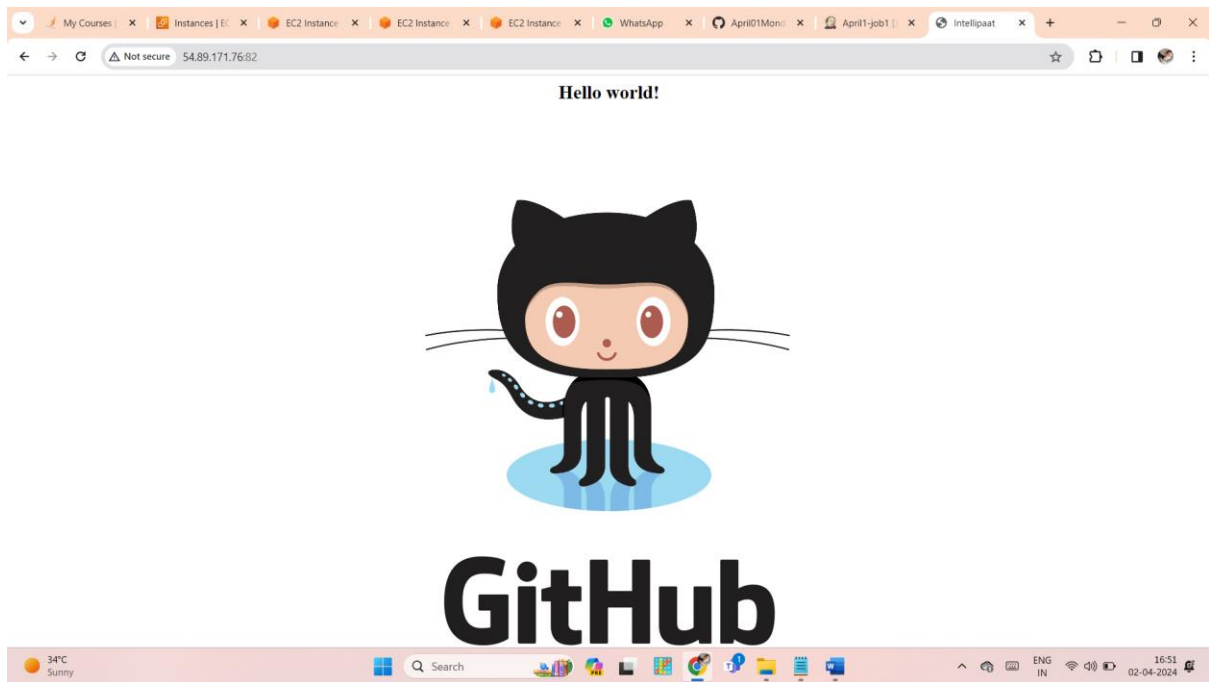 My Courses |
Instances | EC
EC2 Instance
EC2 Instance
EC2 Instance
WhatsApp
April01Mond
April1-job1 [J
Intellipaat
Not secure
54.89.171.76:82
Hello world!
GitHub
34°C
Sunny
Search
PRE
ENG
IN
16:51
02-04-2024